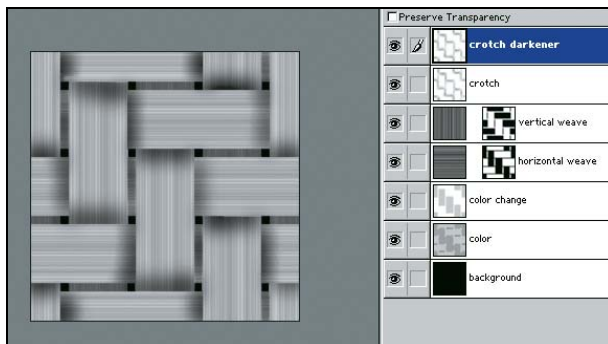 Preserve Transparency
crotch darkener
crotch
vertical weave
horizontal weave
color change
color
background